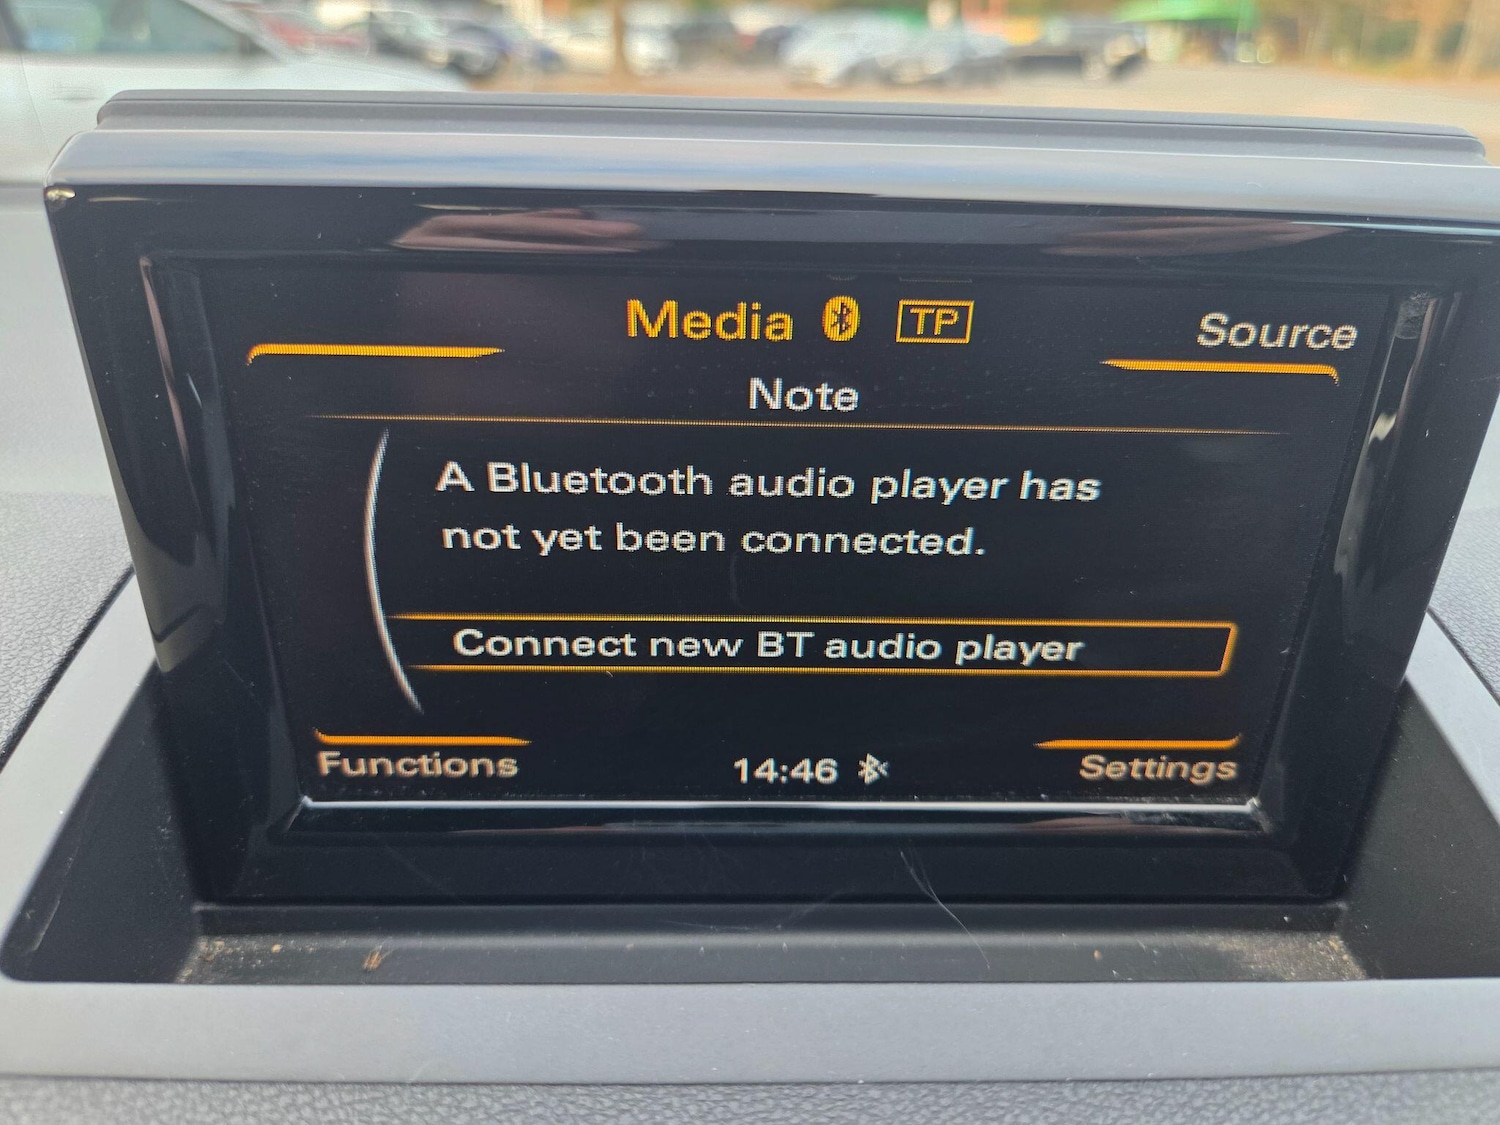 Media TP
Source
Note
A Bluetooth audio player has
not yet been connected.
Connect new BT audio player
Functions
14:46
Settings